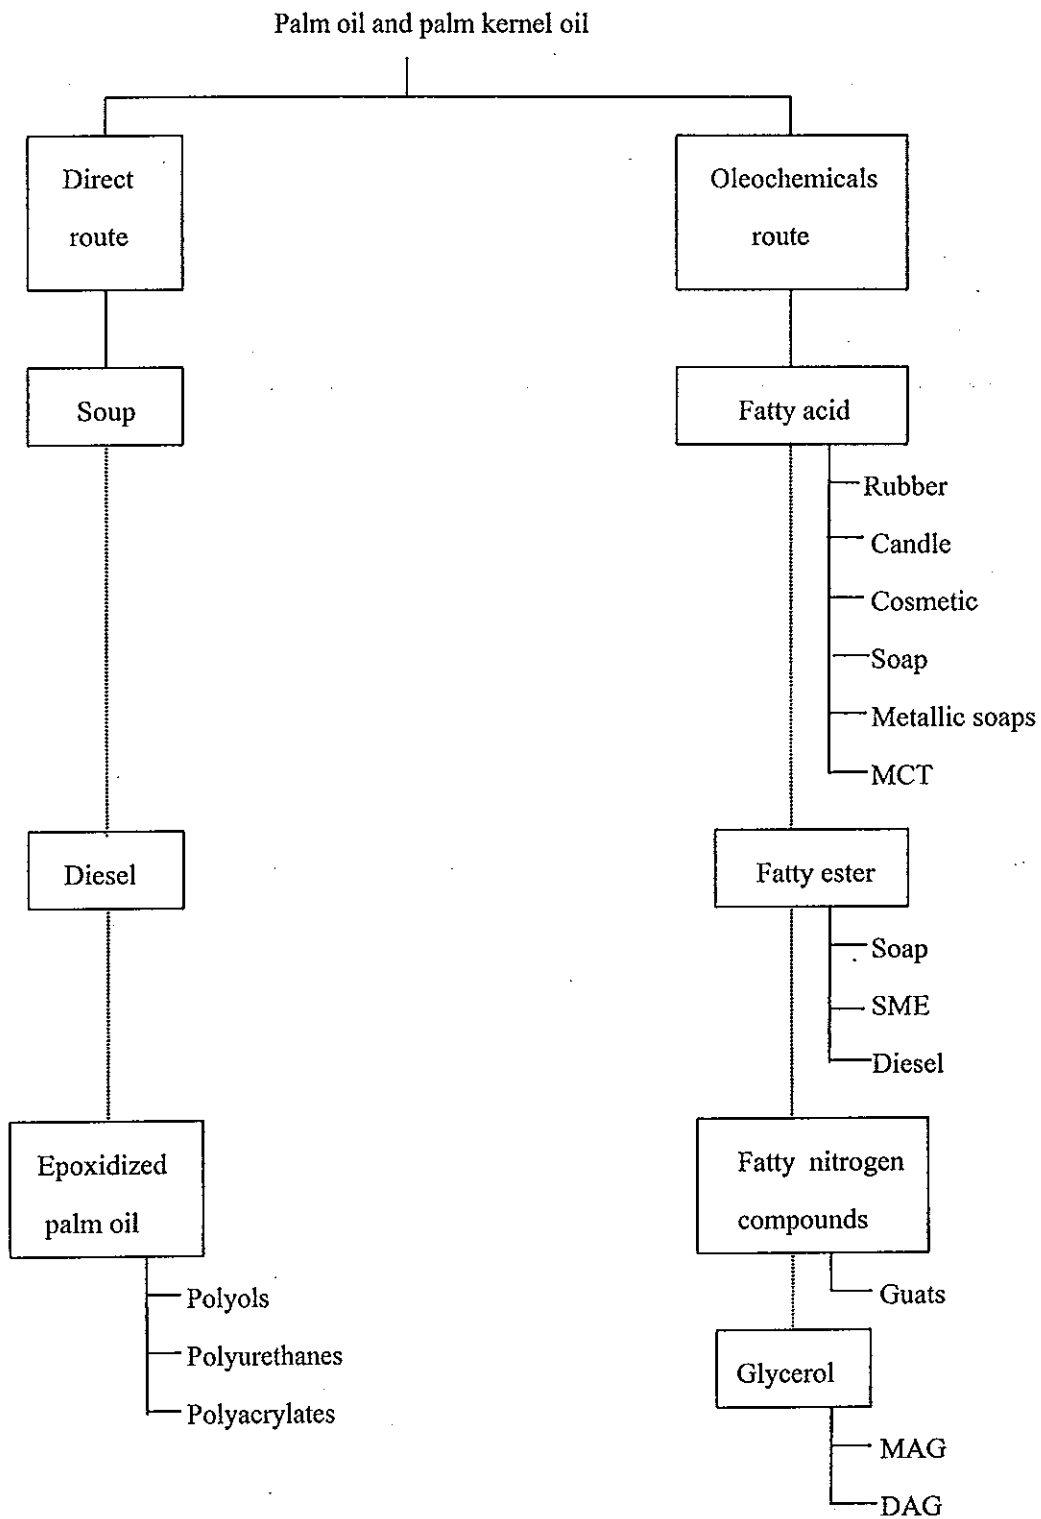 Palm oil and palm kernel oil
Direct
route
Soup
Diesel
Epoxidized
palm oil
Polyols
Polyurethanes
Polyacrylates
Oleochemicals
route
Fatty acid
Rubber
Candle
Cosmetic
Soap
Metallic soaps
MCT
Fatty ester
Soap
SME
Diesel
Fatty nitrogen
compounds
Guats
Glycerol
MAG
DAG